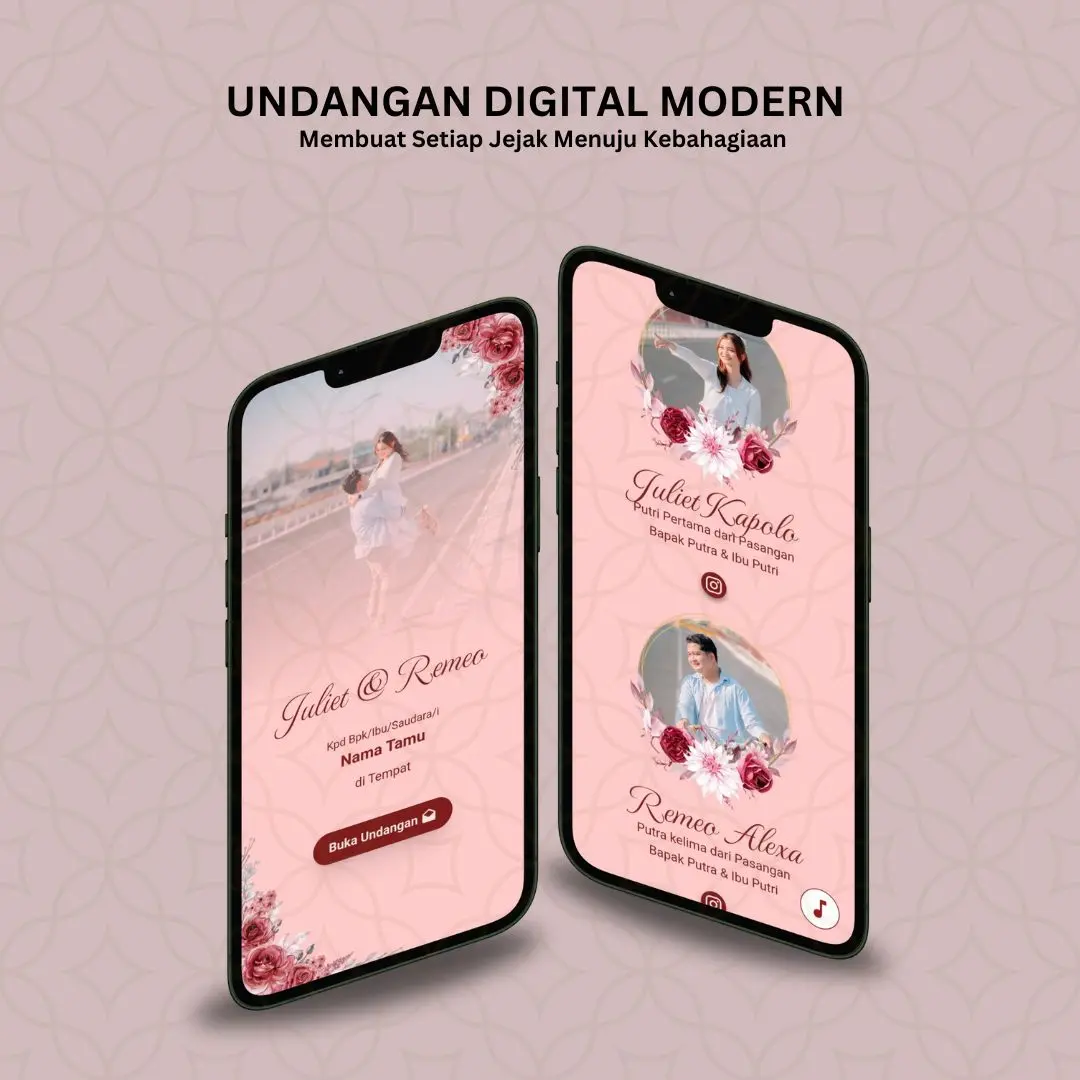 UNDANGAN DIGITAL MODERN
Membuat Setiap Jejak Menuju Kebahagiaan
Juliet & Remeo
Kpd Bpk/Ibu/Saudara/i
Nama Tamu
di Tempat
Buka Undangan
Juliet Kapolo
Putri Pertama dari Pasangan
Bapak Putra & Ibu Putri
Remeo Alexa
Putra kelima dari Pasangan
Bapak Putra & Ibu Putri